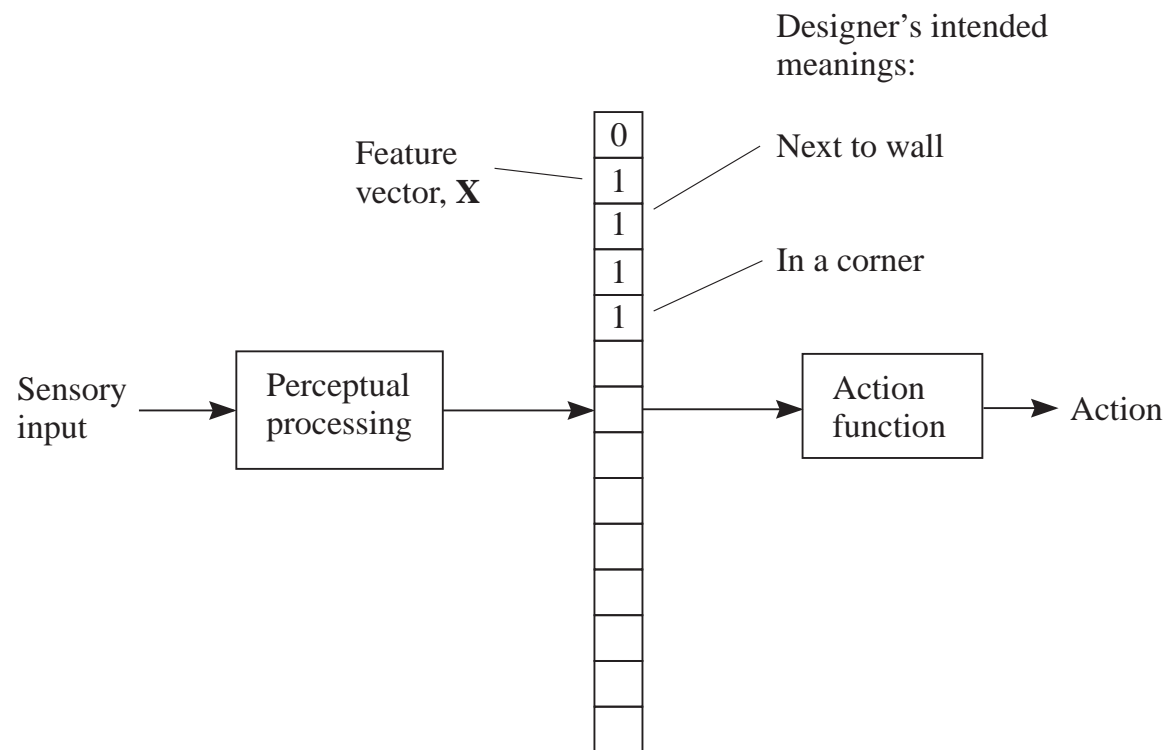 Designer’s intended
meanings:
0
Next to wall
Feature
vector, X
1
1
In a corner
1
1
Sensory
input
Perceptual
processing
Action
function
Action